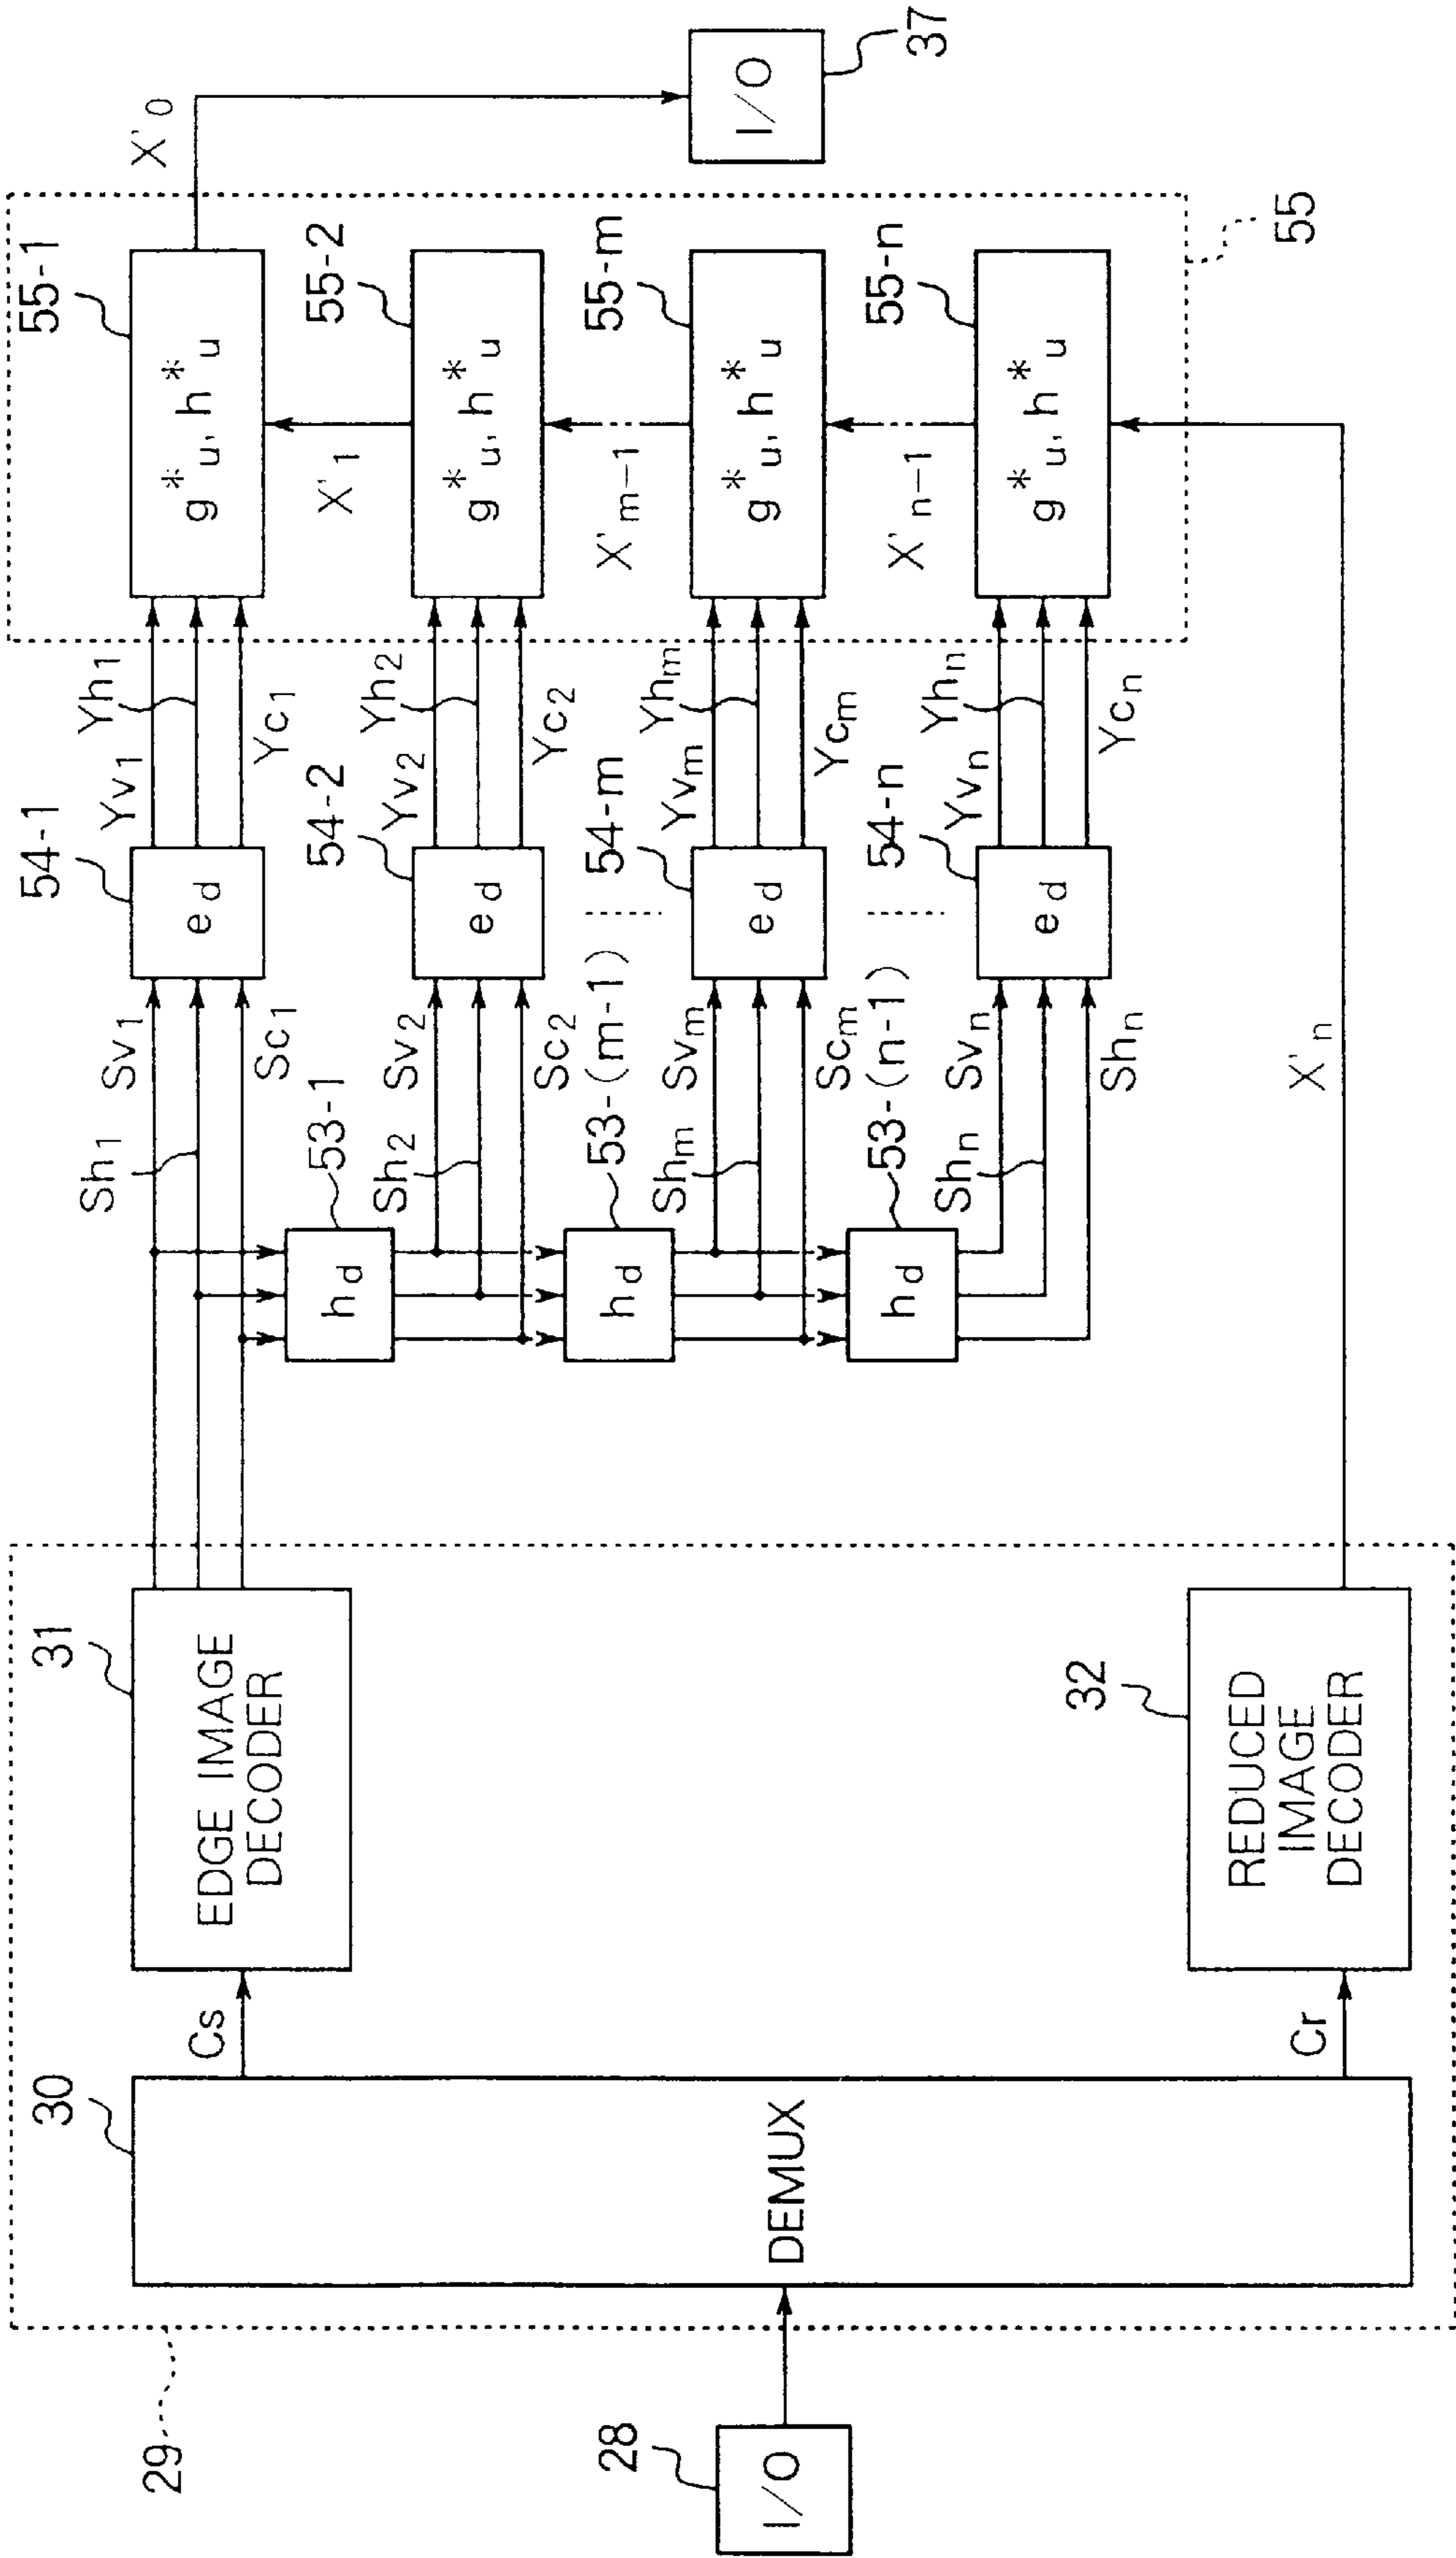 29
28
I/O
30
DEMUX
Cs
Cr
31
EDGE IMAGE
DECODER
32
REDUCED
IMAGE
DECODER
Sh1
Sv1
Sc1
53-1
hd
Sh2
Sv2
Sc2
53-(m-1)
hd
Shm
Svm
Scm
53-(n-1)
hd
Shn
Svn
Shn
X'n
54-1
ed
Yv1
Yh1
Yc1
54-2
ed
Yv2
Yh2
Yc2
54-m
ed
Yvm
Yhm
Ycm
54-n
ed
Yvn
Yhn
Ycn
55-1
g*u, h*u
X'1
55-2
g*u, h*u
X'm-1
55-m
g*u, h*u
X'n-1
55-n
g*u, h*u
55
X'0
I/O
37